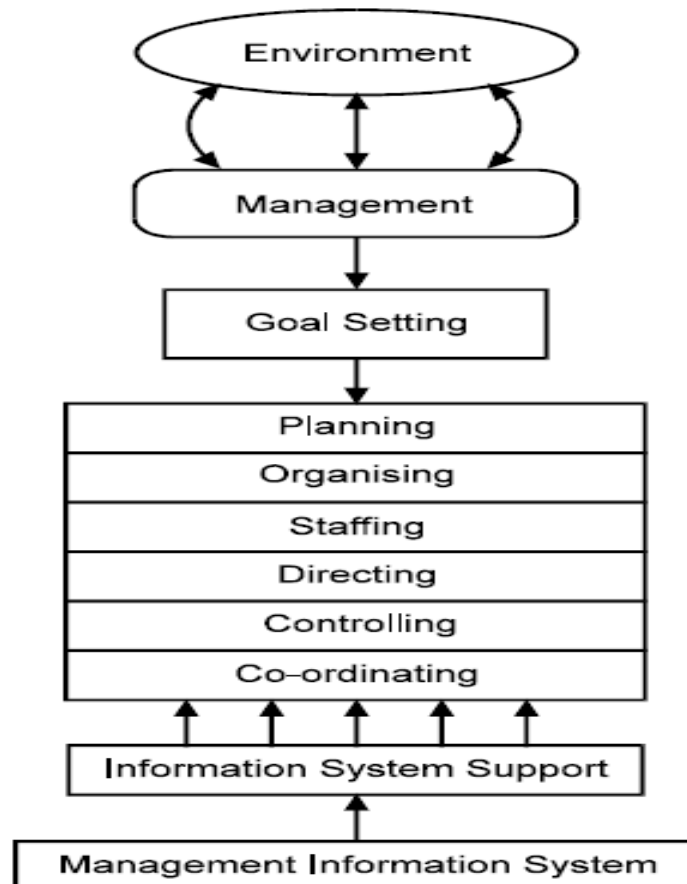 Environment
Management
Goal Setting
Planning
Organising
Staffing
Directing
Controlling
Co-ordinating
Information System Support
Management Information System